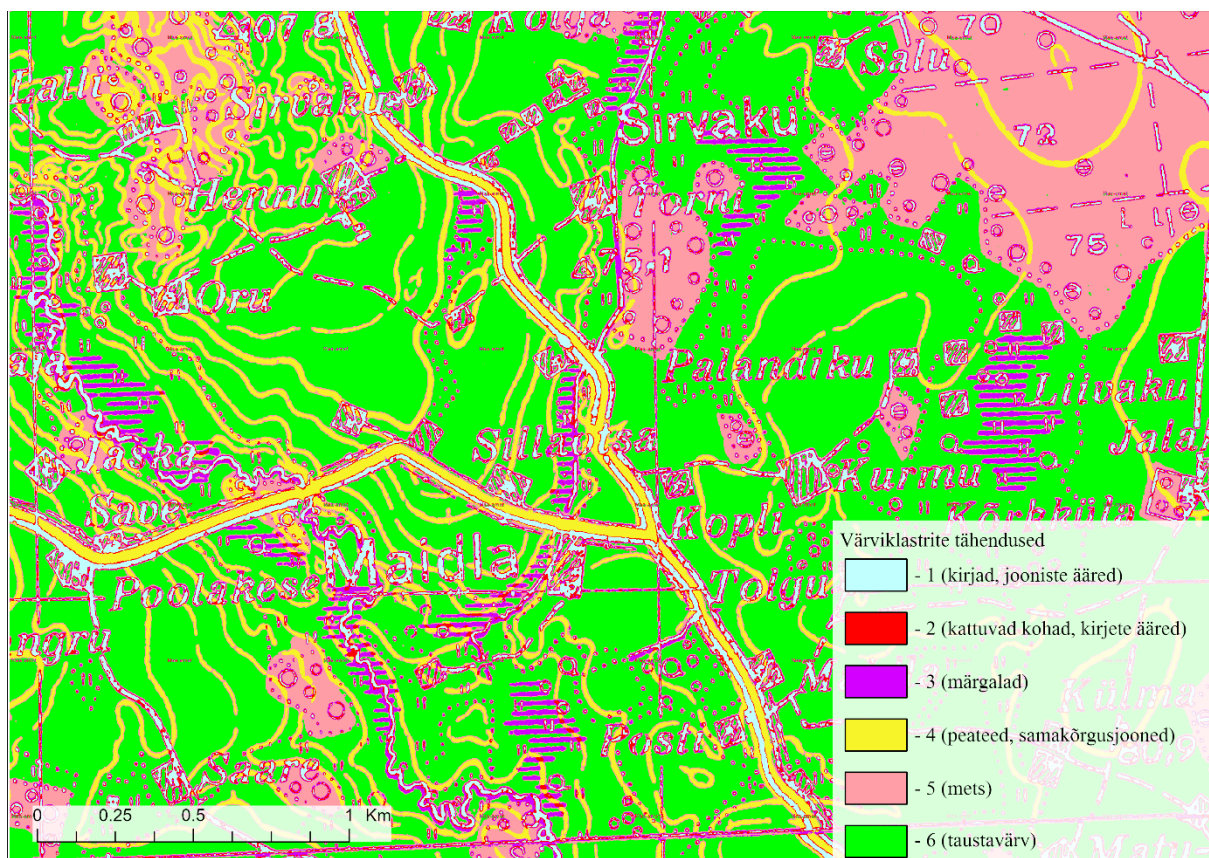 107.8
Kolga
70
Salu
Lalli
Sirvaku
Sirvaku
72
Hennu
Torni
75.1
75
Oru
Palandiku
Liivaku
Jaska
Sillaotsa
Jala
Kurmu
Save
Kopli
Kõrkküla
Maidla
Poolakese
Tolgu
ngru
Posti
Saare
Külma
0 0.25 0.5 1 Km
Värviklastrite tähendused
- 1 (kirjad, jooniste ääred)
- 2 (kattuvad kohad, kirjete ääred)
- 3 (märgalad)
- 4 (peateed, samakõrgusjooned)
- 5 (mets)
- 6 (taustavärv)